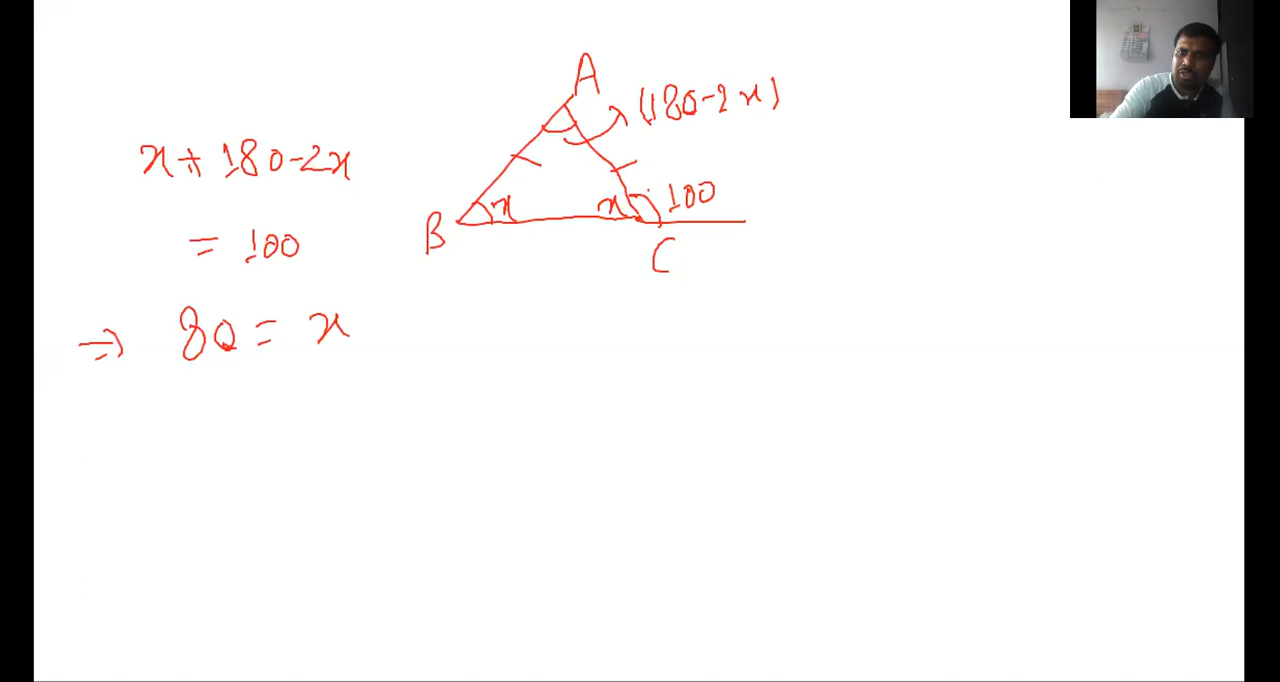 A
(180-2x)
x + 180-2x
x
x
100
B
= 100
C
⇒ 80 = x